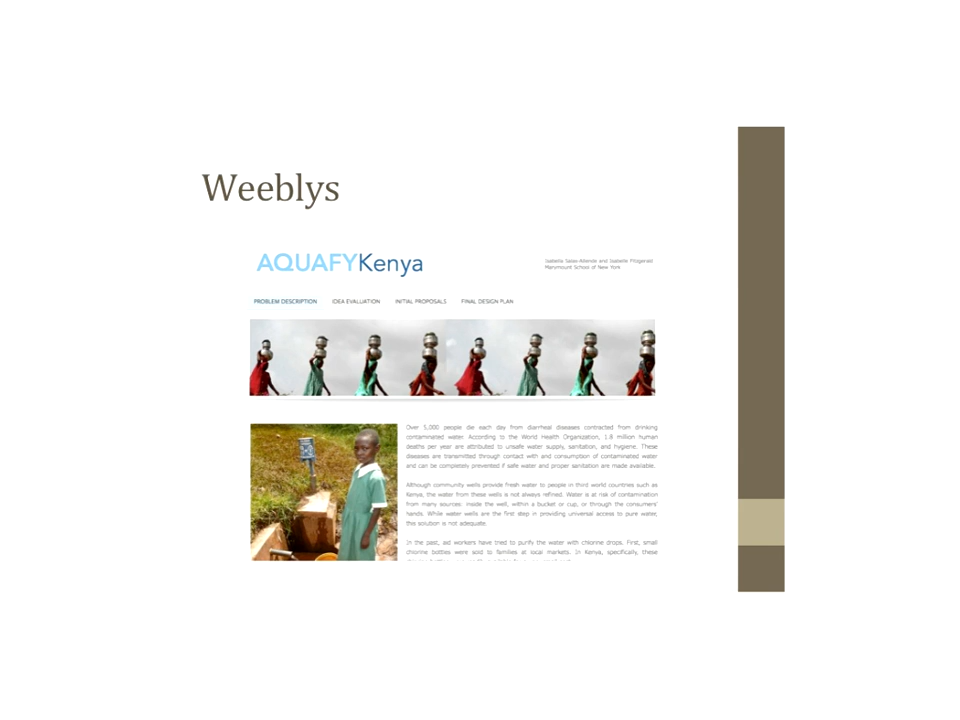 Weeblys
AQUAFYKenya
Isabelle Fitzgerald
Marymount School of New York
PROBLEM DESCRIPTION IDEA EVALUATION INITIAL PROPOSALS FINAL DESIGN PLAN
Over 5,000 people die each day from diarrheal diseases contracted from drinking
contaminated water. According to the World Health Organization, 1.8 million human
deaths per year are attributed to unsafe water supply, sanitation, and hygiene. These
diseases are transmitted through contact with and consumption of contaminated water
and can be completely prevented if safe water and proper sanitation are made available.
Although community wells provide fresh water to people in third world countries such as
Kenya, the water from these wells is not always refined. Water is at risk of contamination
from many sources: inside the well, within a bucket or cup, or through the consumers'
hands. While water wells are the first step in providing universal access to pure water,
this solution is not adequate.
In the past, aid workers have tried to purify the water with chlorine drops. First, small
chlorine bottles were sold to families at local markets. In Kenya, specifically, these